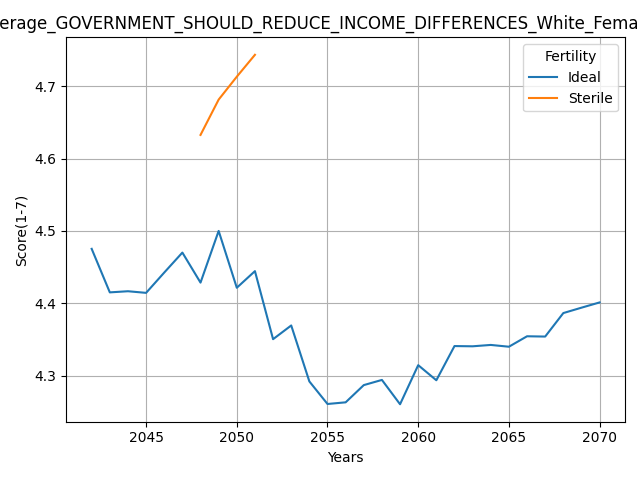 erage_GOVERNMENT_SHOULD_REDUCE_INCOME_DIFFERENCES_White_Fema
Fertility
Ideal
Sterile
4.7
4.6
4.5
4.4
4.3
Score(1-7)
2045 2050 2055 2060 2065 2070
Years